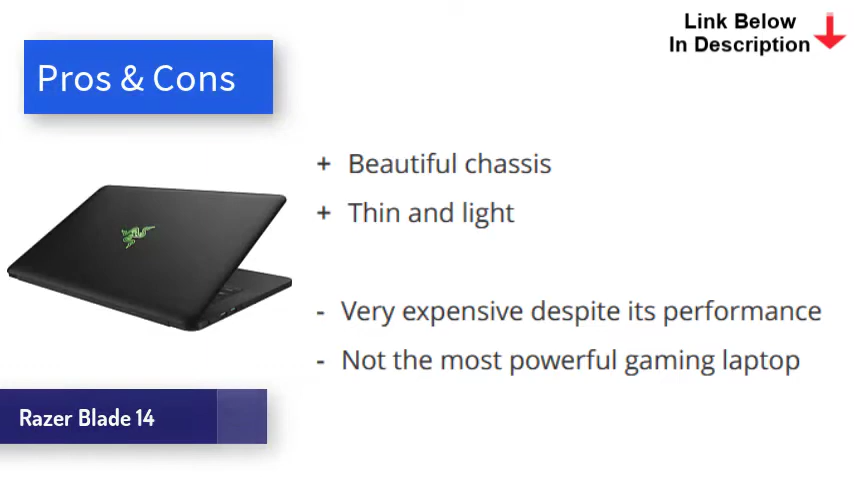 Link Below
In Description
Pros & Cons
+ Beautiful chassis
+ Thin and light
- Very expensive despite its performance
- Not the most powerful gaming laptop
Razer Blade 14